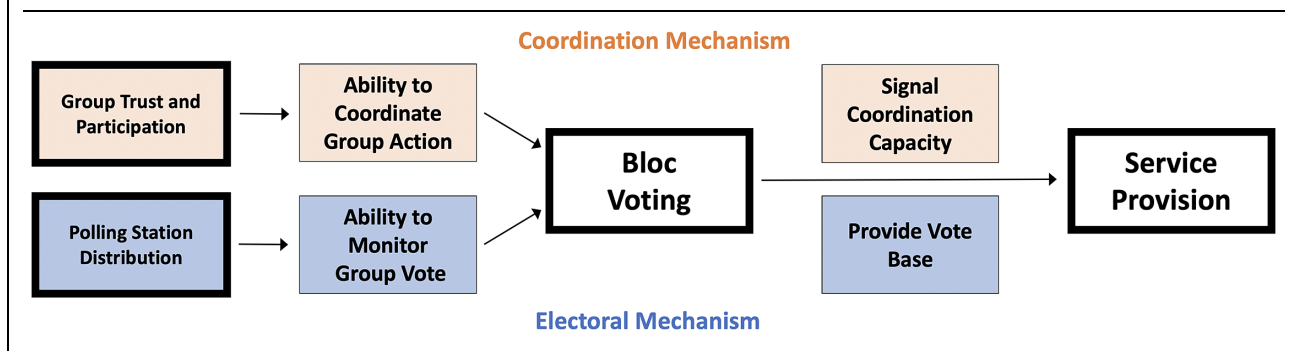 Coordination Mechanism
Group Trust and
Participation
Ability to
Coordinate
Group Action
Signal
Coordination
Capacity
Bloc
Voting
Service
Provision
Polling Station
Distribution
Ability to
Monitor
Group Vote
Provide Vote
Base
Electoral Mechanism